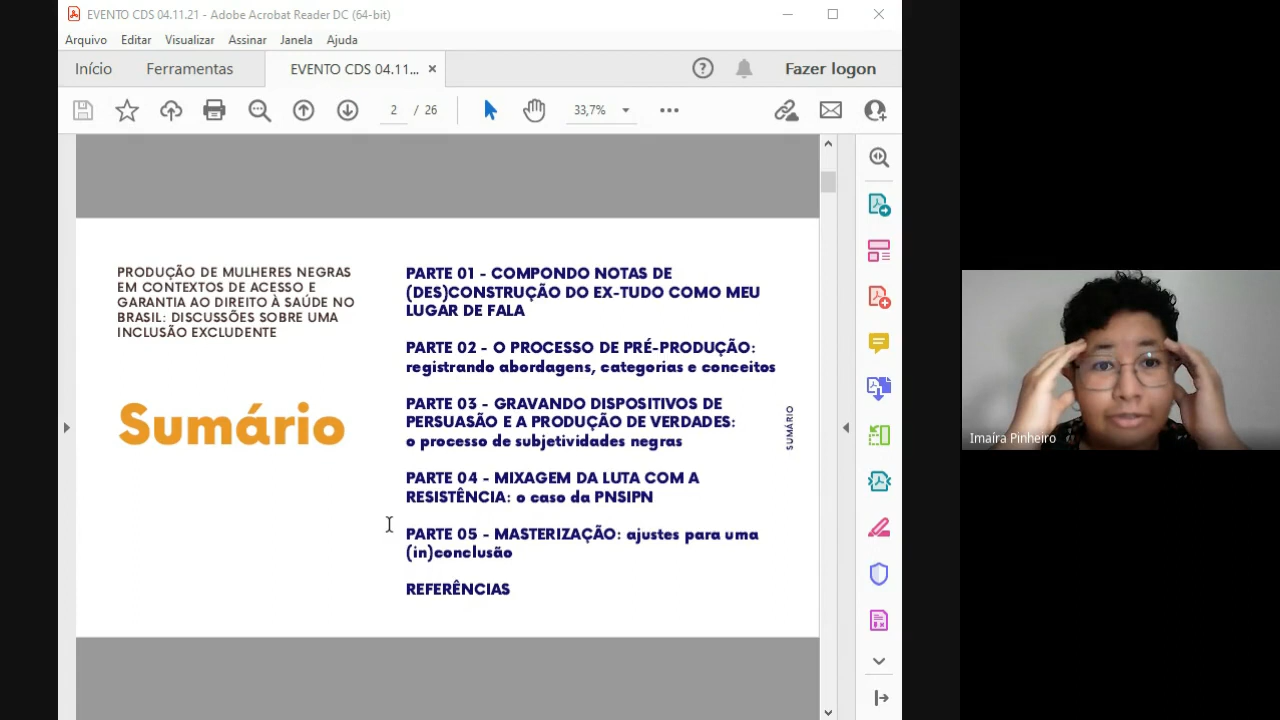 EVENTO CDS 04.11.21 - Adobe Acrobat Reader DC (64-bit)
Arquivo Editar Visualizar Assinar Janela Ajuda
Início Ferramentas EVENTO CDS 04.11... × Fazer logon
2 / 26 33,7%
PRODUÇÃO DE MULHERES NEGRAS
EM CONTEXTOS DE ACESSO E
GARANTIA AO DIREITO À SAÚDE NO
BRASIL: DISCUSSÕES SOBRE UMA
INCLUSÃO EXCLUDENTE
Sumário
PARTE 01 - COMPONDO NOTAS DE
(DES)CONSTRUÇÃO DO EX-TUDO COMO MEU
LUGAR DE FALA
PARTE 02 - O PROCESSO DE PRÉ-PRODUÇÃO:
registrando abordagens, categorias e conceitos
PARTE 03 - GRAVANDO DISPOSITIVOS DE
PERSUASÃO E A PRODUÇÃO DE VERDADES:
o processo de subjetividades negras
PARTE 04 - MIXAGEM DA LUTA COM A
RESISTÊNCIA: o caso da PNSIPN
PARTE 05 - MASTERIZAÇÃO: ajustes para uma
(in)conclusão
REFERÊNCIAS
SUMÁRIO
Imaíra Pinheiro